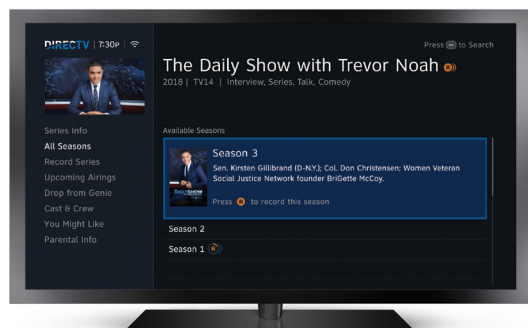 DIRECTV | 7:30P |
Press to Search
The Daily Show with Trevor Noah R
2018 | TV14 | Interview, Series, Talk, Comedy
Series Info
All Seasons
Record Series
Upcoming Airings
Drop from Genie
Cast & Crew
You Might Like
Parental Info
Available Seasons
Season 3
Sen. Kirsten Gillibrand (D-N.Y.); Col. Don Christensen; Women Veteran
Social Justice Network founder BriGette McCoy.
DAILYSHOW
Press R to record this season
Season 2
Season 1 R